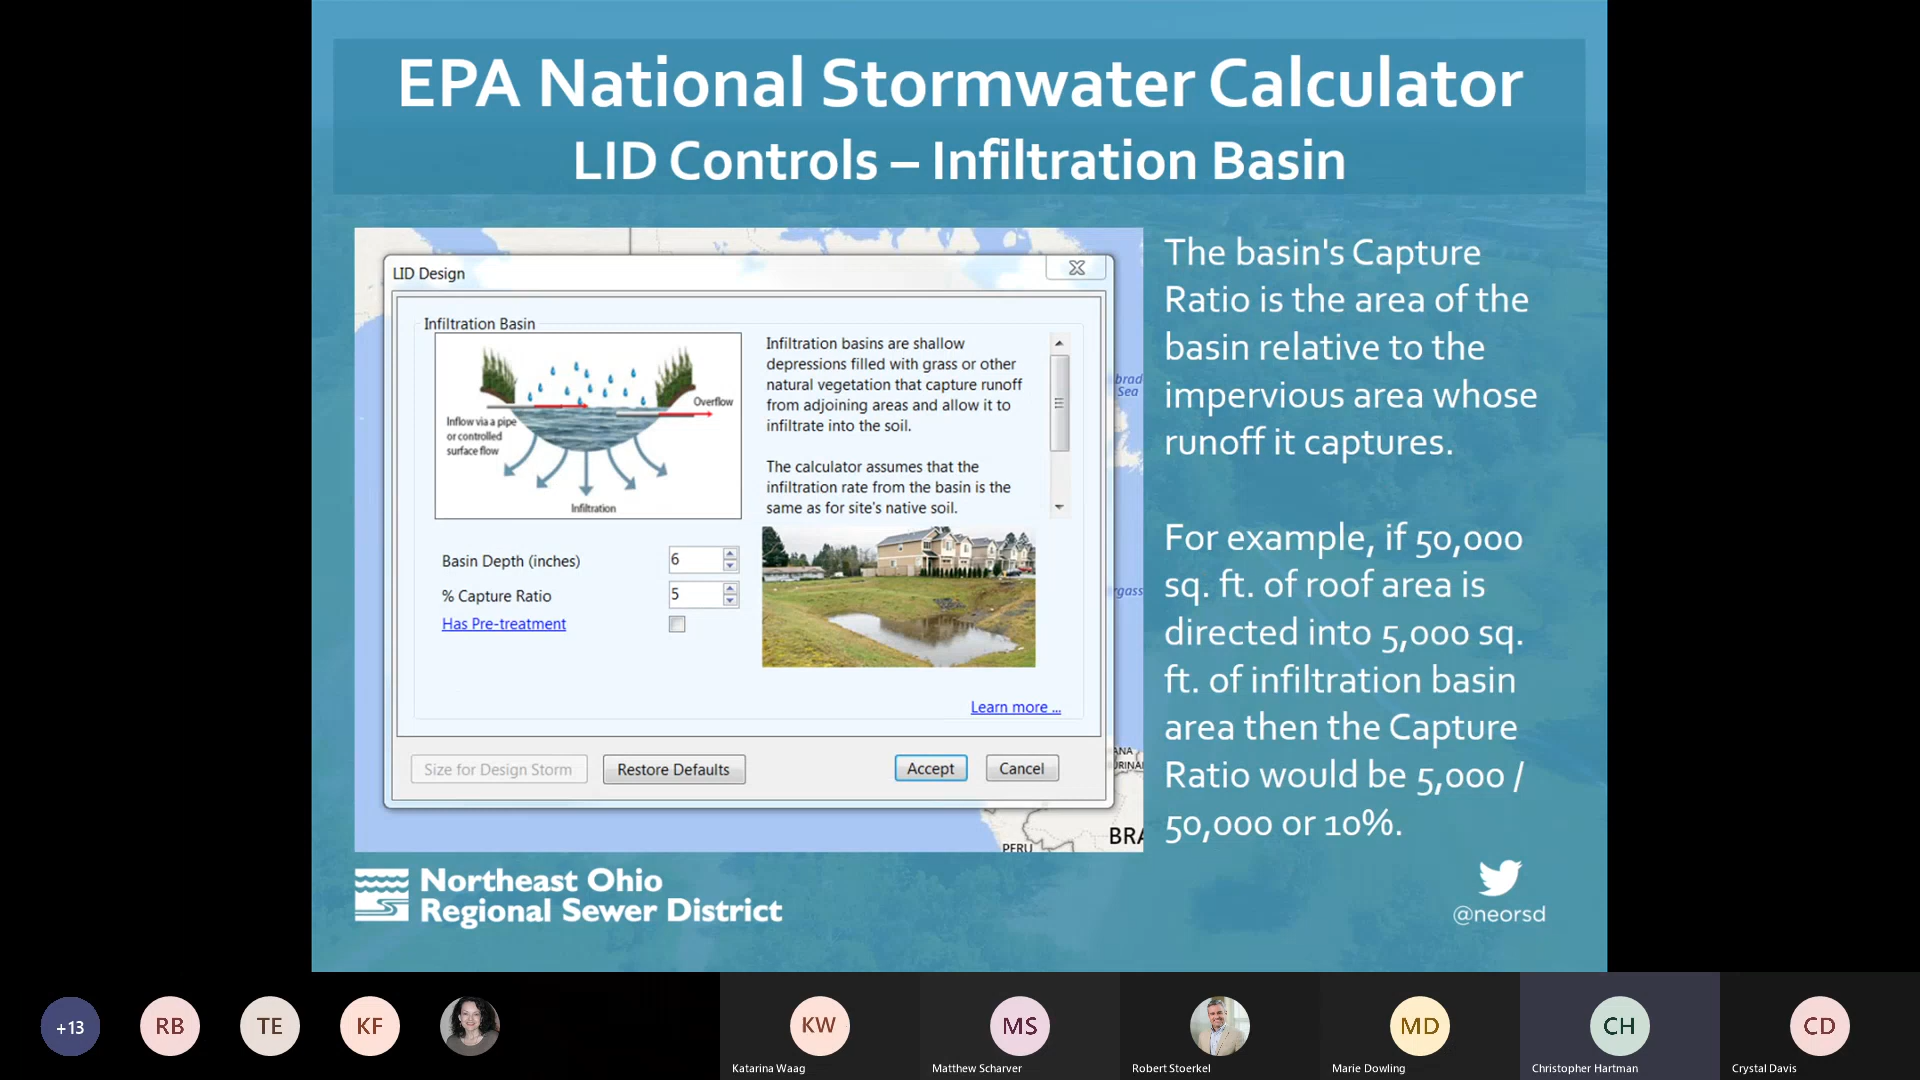 EPA National Stormwater Calculator
LID Controls – Infiltration Basin
LID Design
Infiltration Basin
Inflow via a pipe
or controlled
surface flow
Overflow
Infiltration
Infiltration basins are shallow
depressions filled with grass or other
natural vegetation that capture runoff
from adjoining areas and allow it to
infiltrate into the soil.
The calculator assumes that the
infiltration rate from the basin is the
same as for site's native soil.
Basin Depth (inches) 6
% Capture Ratio 5
Has Pre-treatment
Learn more ...
Size for Design Storm
Restore Defaults
Accept
Cancel
brad
Sea
rgass
ANA
URINA
BRA
PERU
The basin's Capture
Ratio is the area of the
basin relative to the
impervious area whose
runoff it captures.
For example, if 50,000
sq. ft. of roof area is
directed into 5,000 sq.
ft. of infiltration basin
area then the Capture
Ratio would be 5,000 /
50,000 or 10%.
Northeast Ohio
Regional Sewer District
@neorsd
+13
RB
TE
KF
KW
Katarina Waag
MS
Matthew Scharver
Robert Stoerkel
MD
Marie Dowling
CH
Christopher Hartman
CD
Crystal Davis